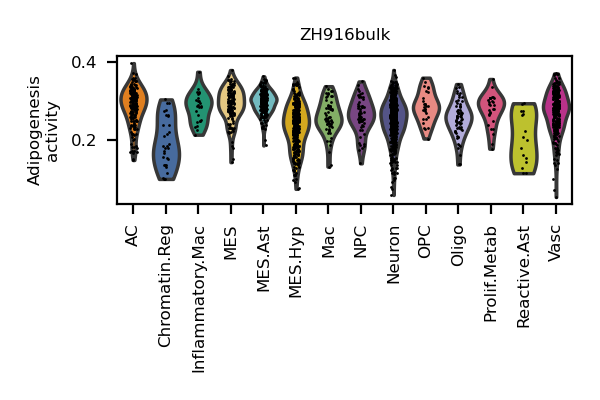 ZH916bulk
Adipogenesis
activity
0.4
0.2
AC
Chromatin.Reg
Inflammatory.Mac
MES
MES.Ast
MES.Hyp
Mac
NPC
Neuron
OPC
Oligo
Prolif.Metab
Reactive.Ast
Vasc